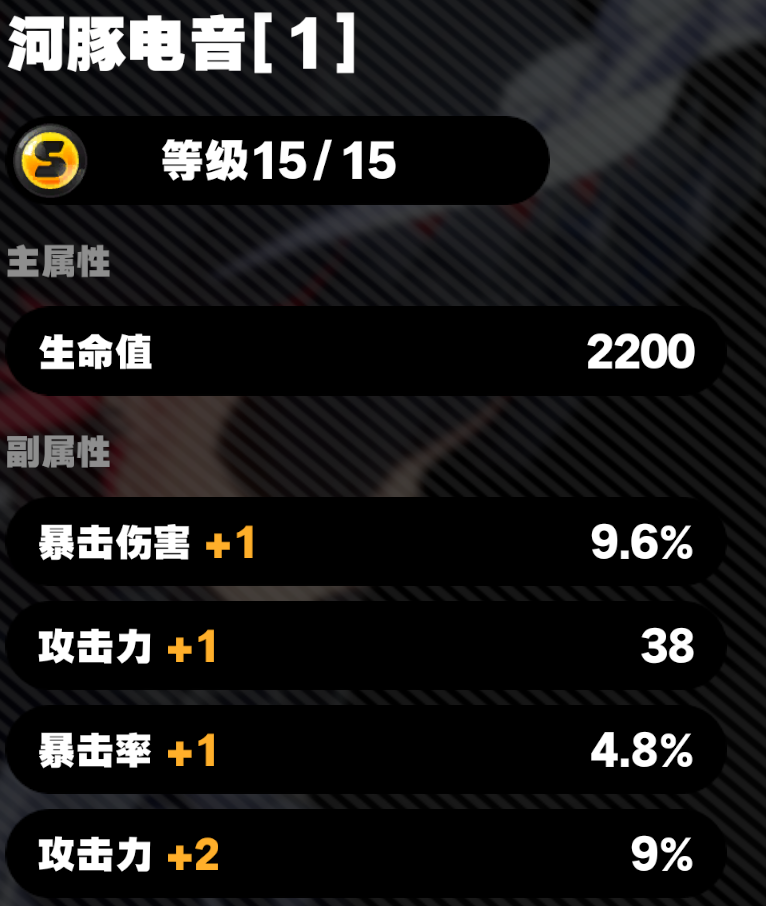 河豚电音[1]
S 等级15/15
主属性
生命值 2200
副属性
暴击伤害 +1 9.6%
攻击力 +1 38
暴击率 +1 4.8%
攻击力 +2 9%